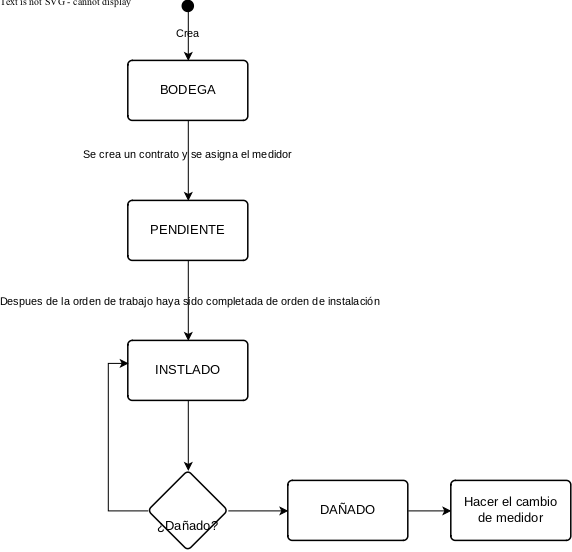 Text is not SVG - cannot display
Crea
BODEGA
Se crea un contrato y se asigna el medidor
PENDIENTE
Despues de la orden de trabajo haya sido completada de orden de instalación
INSTLADO
¿Dañado?
DAÑADO
Hacer el cambio
de medidor